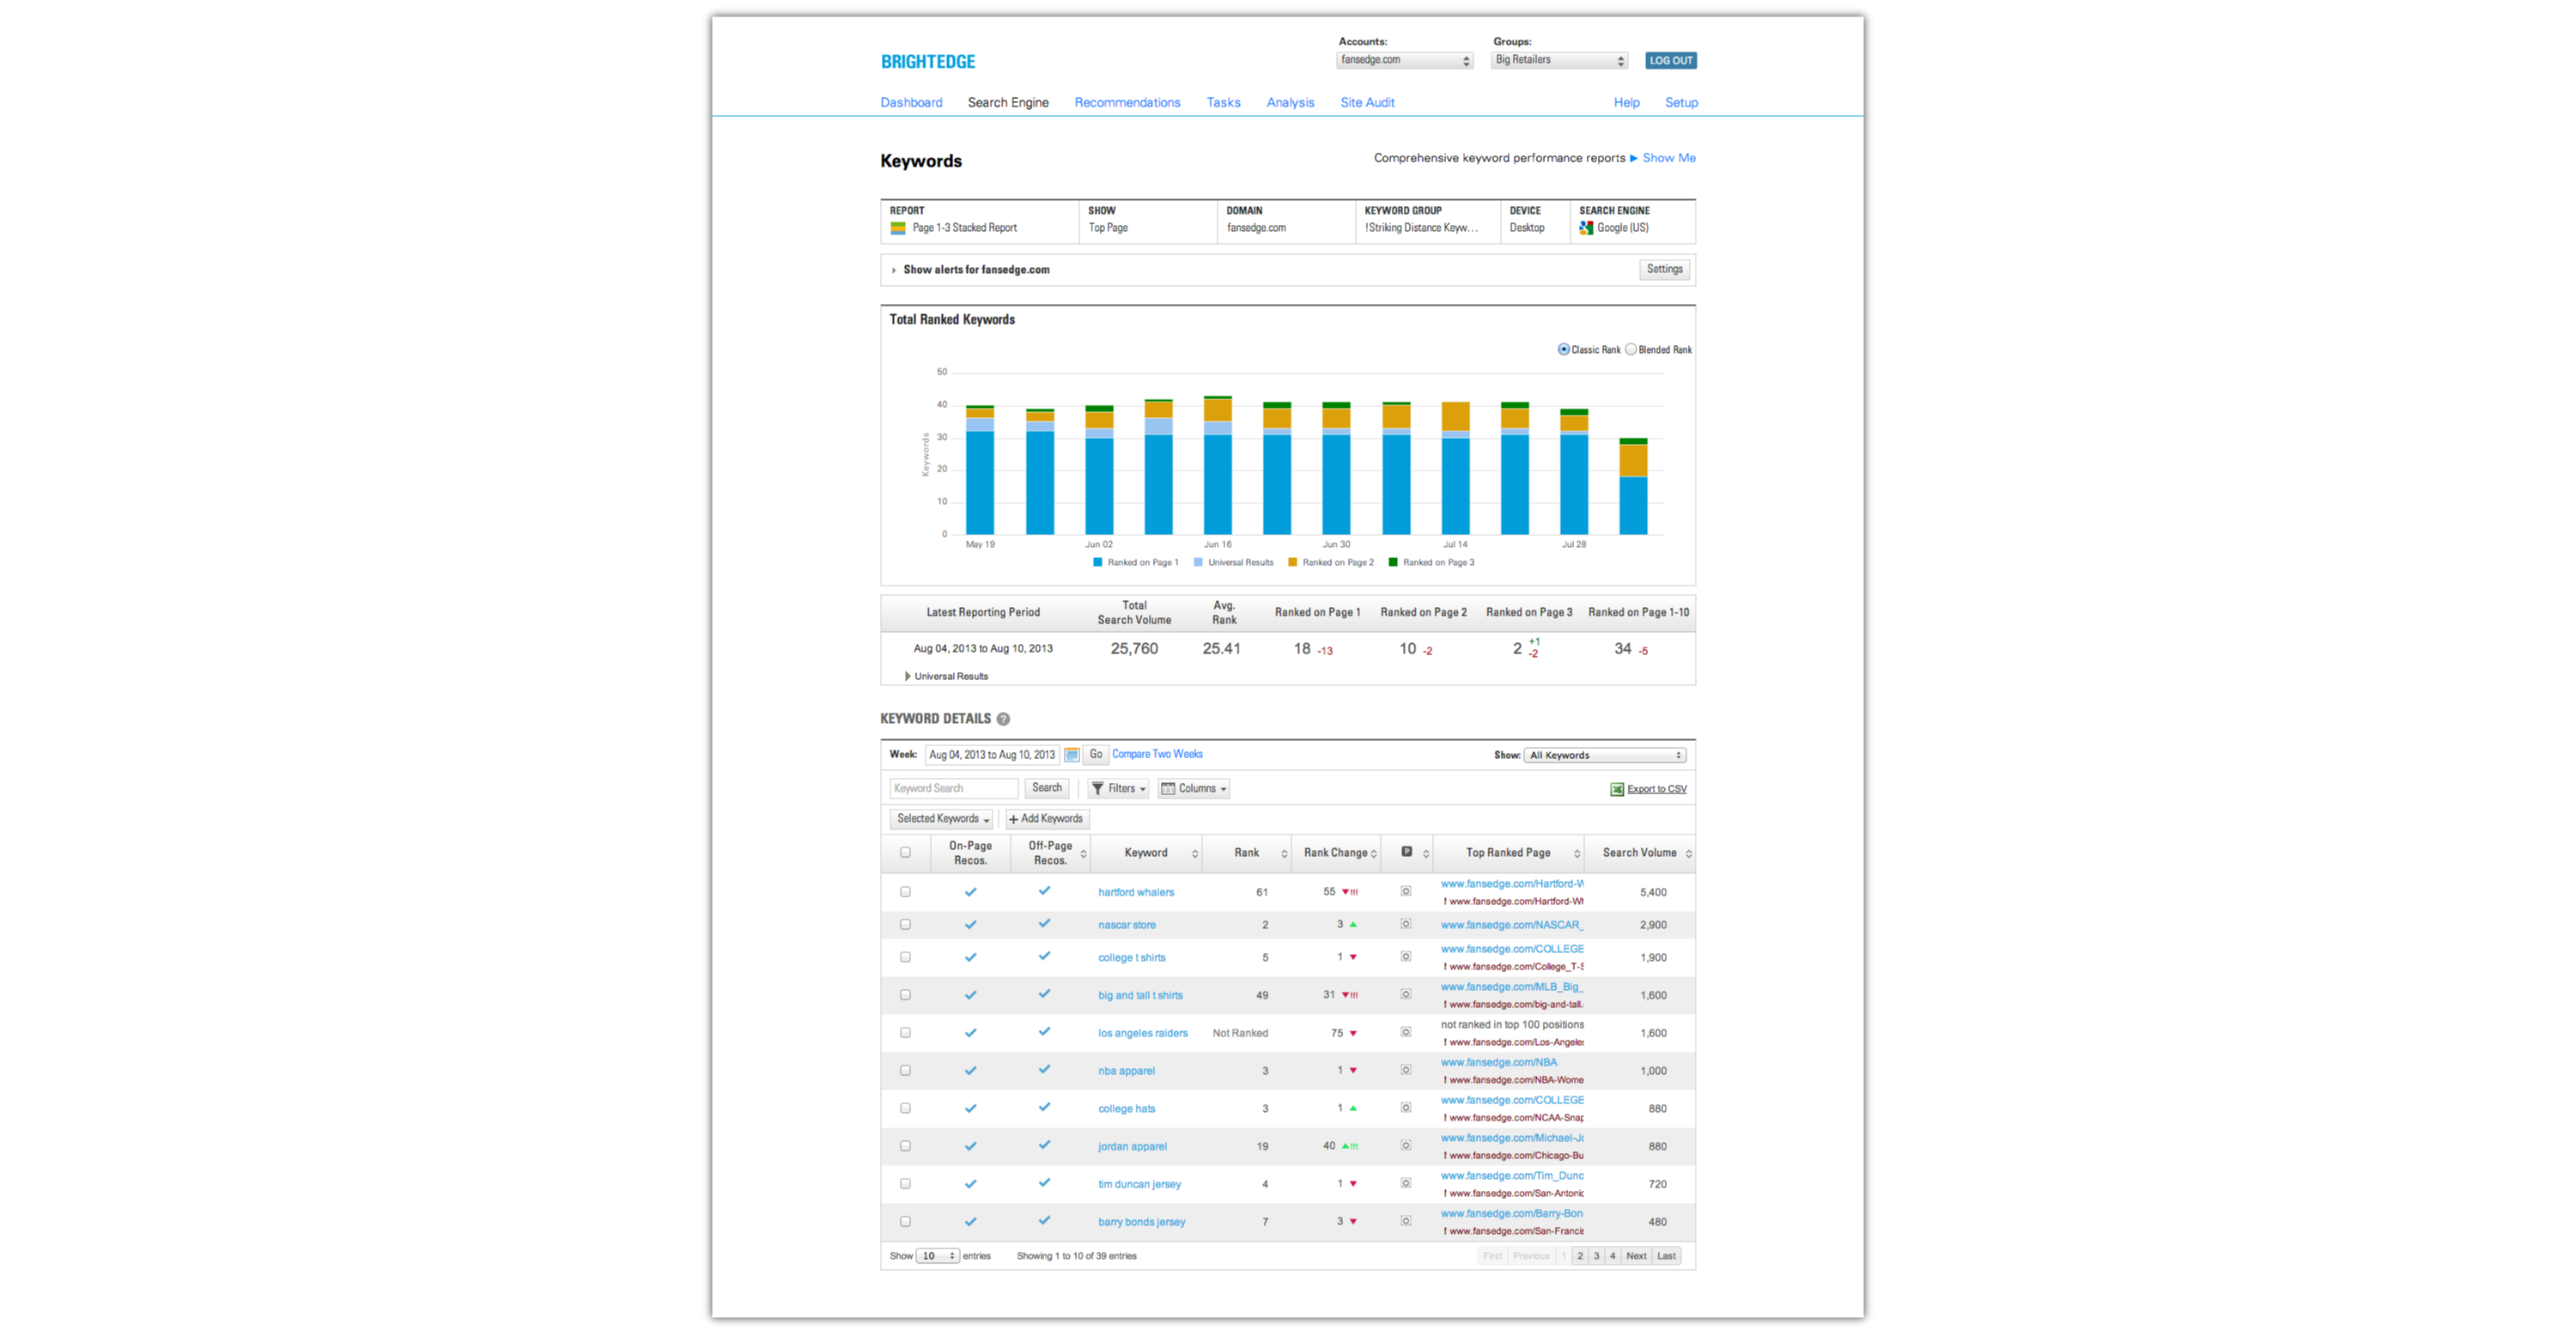 Accounts: Groups:
BRIGHTEDGE fansedge.com Big Retailers LOG OUT
Dashboard Search Engine Recommendations Tasks Analysis Site Audit Help Setup
Keywords Comprehensive keyword performance reports ▶ Show Me
REPORT SHOW DOMAIN KEYWORD GROUP DEVICE SEARCH ENGINE
Page 1-3 Stacked Report Top Page fansedge.com !Striking Distance Keyw... Desktop Google (US)
Show alerts for fansedge.com Settings
Total Ranked Keywords
Classic Rank Blended Rank
50
40
30
20
10
0
Keywords
May 19 Jun 02 Jun 16 Jun 30 Jul 14 Jul 28
Ranked on Page 1 Universal Results Ranked on Page 2 Ranked on Page 3
Latest Reporting Period Total Search Volume Avg. Rank Ranked on Page 1 Ranked on Page 2 Ranked on Page 3 Ranked on Page 1-10
Aug 04, 2013 to Aug 10, 2013 25,760 25.41 18 -13 10 -2 2 +1 -2 34 -5
Universal Results
KEYWORD DETAILS ?
Week: Aug 04, 2013 to Aug 10, 2013 Go Compare Two Weeks Show: All Keywords
Keyword Search Search Filters Columns Export to CSV
Selected Keywords + Add Keywords
On-Page Recos. Off-Page Recos. Keyword Rank Rank Change P Top Ranked Page Search Volume
hartford whalers 61 55 !!! www.fansedge.com/Hartford-W 5,400
! www.fansedge.com/Hartford-Wh
nascar store 2 3 www.fansedge.com/NASCAR_ 2,900
college t shirts 5 1 www.fansedge.com/COLLEGE 1,900
! www.fansedge.com/College_T-S
big and tall t shirts 49 31 !!! www.fansedge.com/MLB_Big_ 1,600
! www.fansedge.com/big-and-tall.
los angeles raiders Not Ranked 75 not ranked in top 100 positions 1,600
! www.fansedge.com/Los-Angeles
nba apparel 3 1 www.fansedge.com/NBA 1,000
! www.fansedge.com/NBA-Wome
college hats 3 1 www.fansedge.com/COLLEGE 880
! www.fansedge.com/NCAA-Snap
jordan apparel 19 40 !!! www.fansedge.com/Michael-Jo 880
! www.fansedge.com/Chicago-Bu
tim duncan jersey 4 1 www.fansedge.com/Tim_Dunc 720
! www.fansedge.com/San-Antonio
barry bonds jersey 7 3 www.fansedge.com/Barry-Bon 480
! www.fansedge.com/San-Francis
Show 10 entries Showing 1 to 10 of 39 entries First Previous 1 2 3 4 Next Last